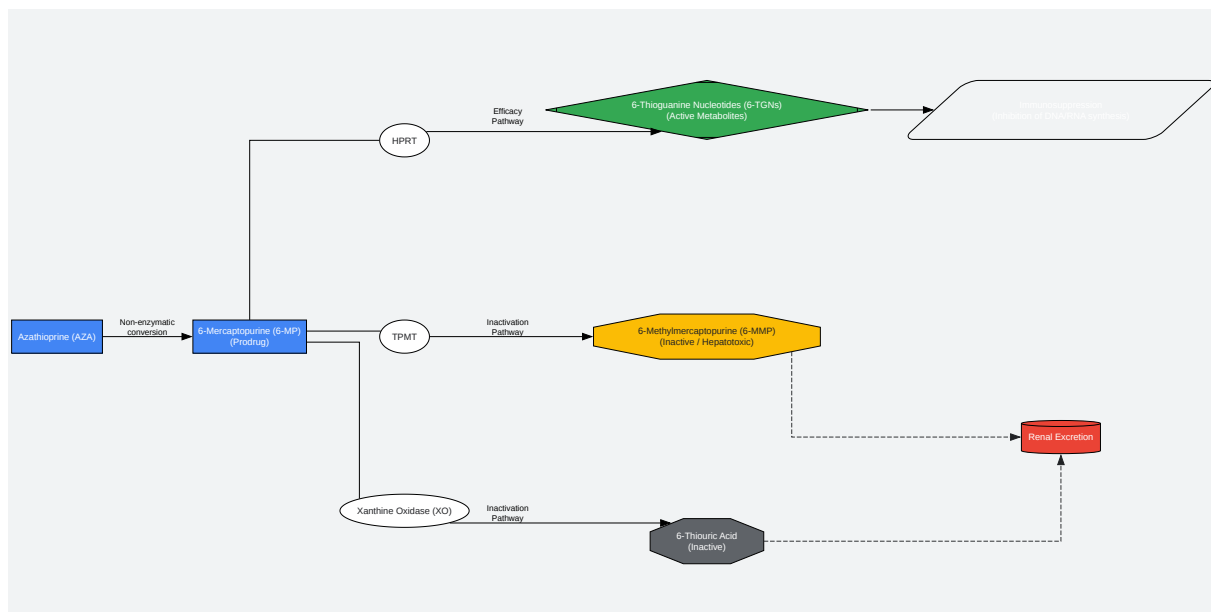 Efficacy
Pathway
HPRT
6-Thioguanine Nucleotides (6-TGNs)
(Active Metabolites)
Azathioprine (AZA)
Non-enzymatic
conversion
6-Mercaptopurine (6-MP)
(Prodrug)
TPMT
Inactivation
Pathway
6-Methylmercaptopurine (6-MMP)
(Inactive / Hepatotoxic)
Renal Excretion
Xanthine Oxidase (XO)
Inactivation
Pathway
6-Thiouric Acid
(Inactive)